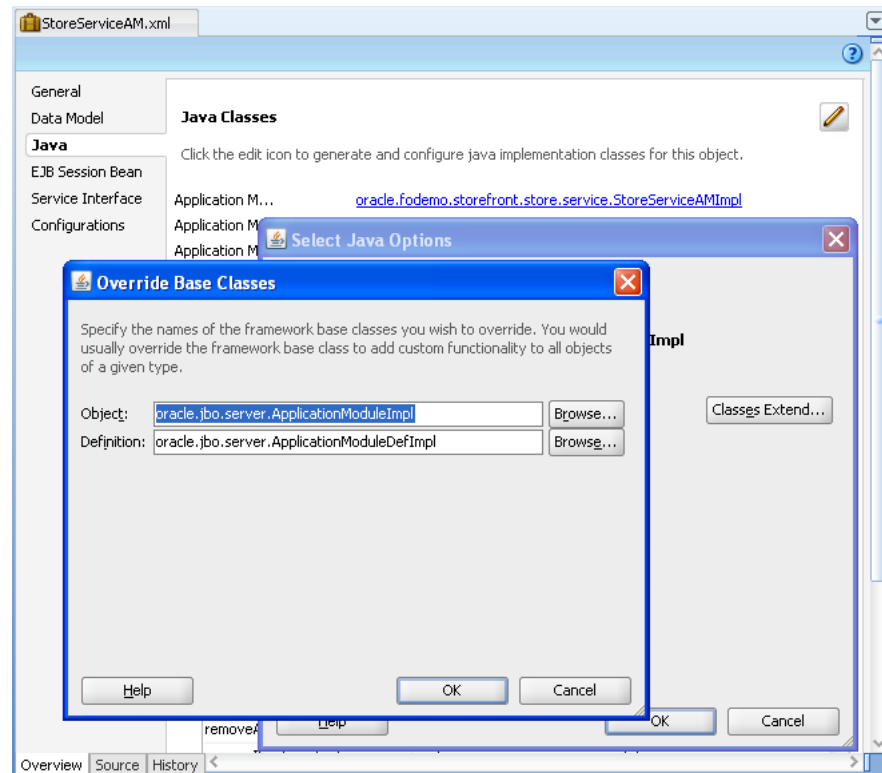 StoreServiceAM.xml
General
Data Model
Java
EJB Session Bean
Service Interface
Configurations
Java Classes
Click the edit icon to generate and configure java implementation classes for this object.
Application M... oracle.fodemo.storefront.store.service.StoreServiceAMImpl
Application M
Application M
Select Java Options
Impl
Classes Extend...
Override Base Classes
Specify the names of the framework base classes you wish to override. You would
usually override the framework base class to add custom functionality to all objects
of a given type.
Object: oracle.jbo.server.ApplicationModuleImpl Browse...
Definition: oracle.jbo.server.ApplicationModuleDefImpl Browse...
Help OK Cancel
Help OK Cancel
removeA
Overview Source History